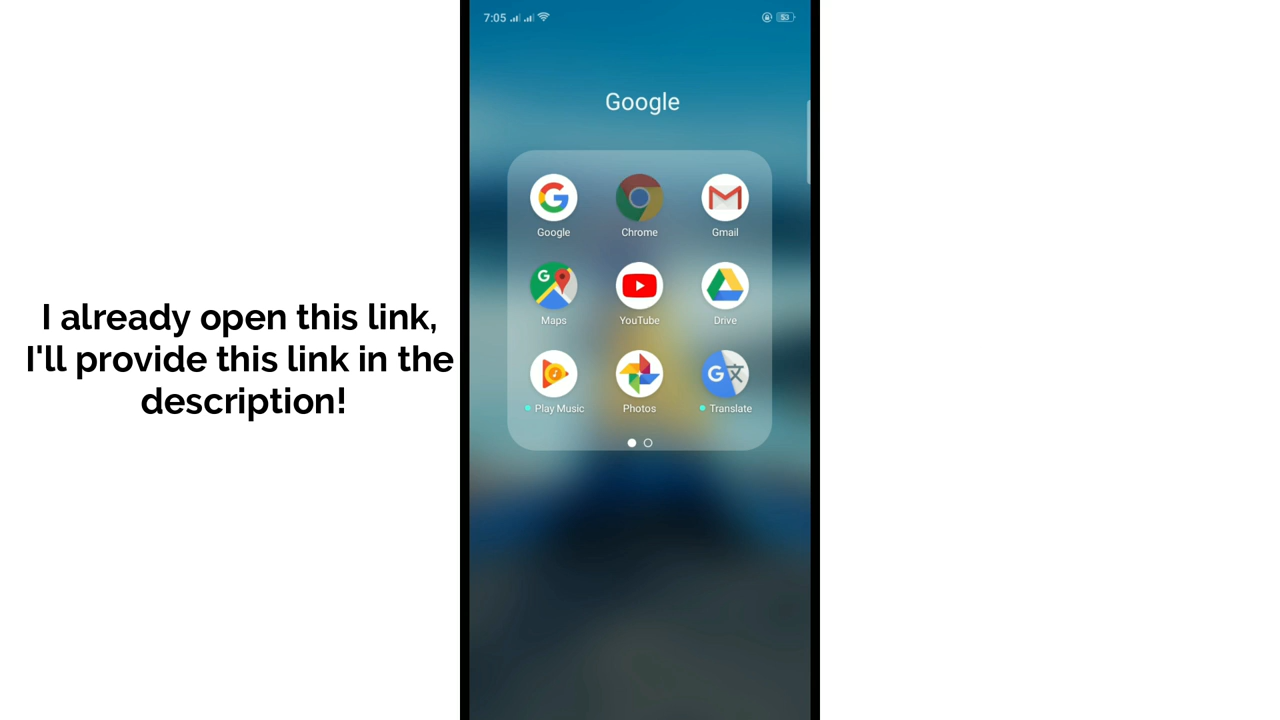 7:05
53
Google
Google
Chrome
Gmail
Maps
YouTube
Drive
Play Music
Photos
Translate
I already open this link,
I'll provide this link in the
description!